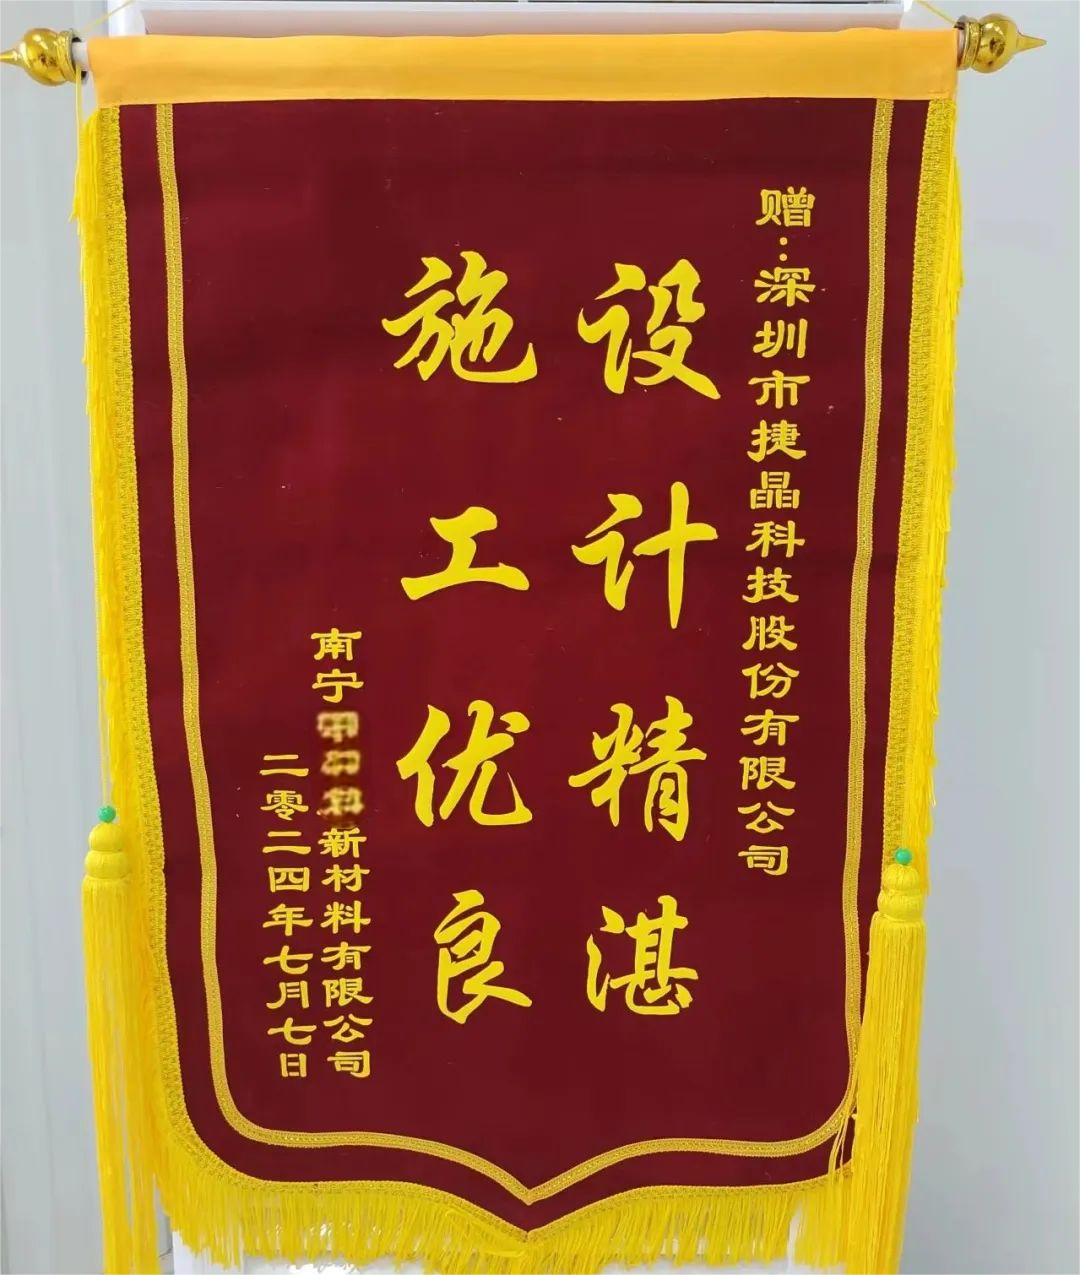 赠:深圳市捷晶科技股份有限公司
设计精湛
施工优良
南宁新材料有限公司
二零二四年七月七日